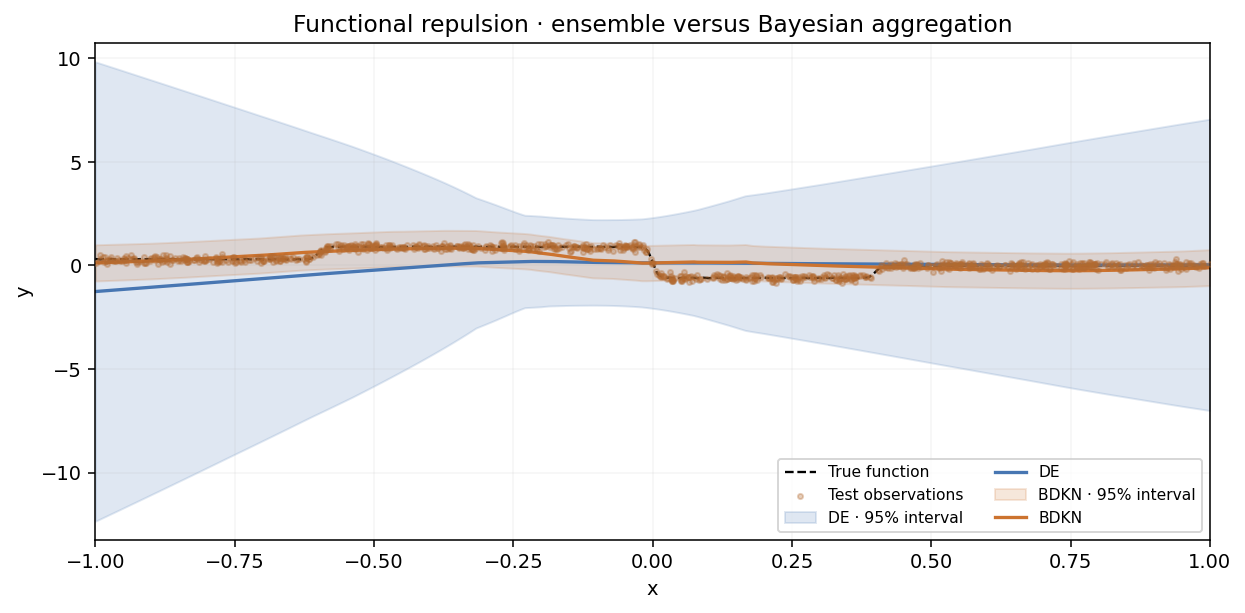 Functional repulsion · ensemble versus Bayesian aggregation
10
5
0
−5
−10
y
−1.00 −0.75 −0.50 −0.25 0.00 0.25 0.50 0.75 1.00
x
True function
Test observations
DE · 95% interval
DE
BDKN · 95% interval
BDKN